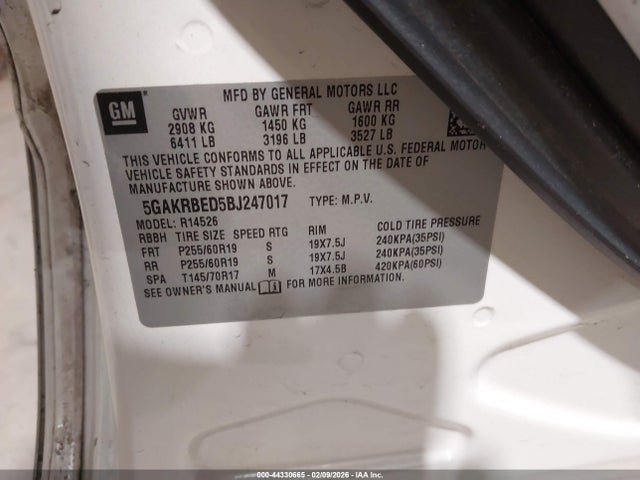 MFD BY GENERAL MOTORS LLC
GM
GVWR GAWR FRT GAWR RR
2908 KG 1450 KG 1600 KG
6411 LB 3196 LB 3527 LB
THIS VEHICLE CONFORMS TO ALL APPLICABLE U.S. FEDERAL MOTOR
VEHICLE SAFETY STANDARDS IN EFFECT ON THE DATE OF
MANUFACTURE SHOWN ABOVE.
5GAKRBED5BJ247017 TYPE: M.P.V.
MODEL: R14526
RBBH TIRE SIZE SPEED RTG RIM COLD TIRE PRESSURE
FRT P255/60R19 S 19X7.5J 240KPA(35PSI)
RR P255/60R19 S 19X7.5J 240KPA(35PSI)
SPA T145/70R17 M 17X4.5B 420KPA(60PSI)
SEE OWNER'S MANUAL FOR MORE INFORMATION.
OWNER ONLY - 44330665 - 02/09/2026 - IAA Inc.